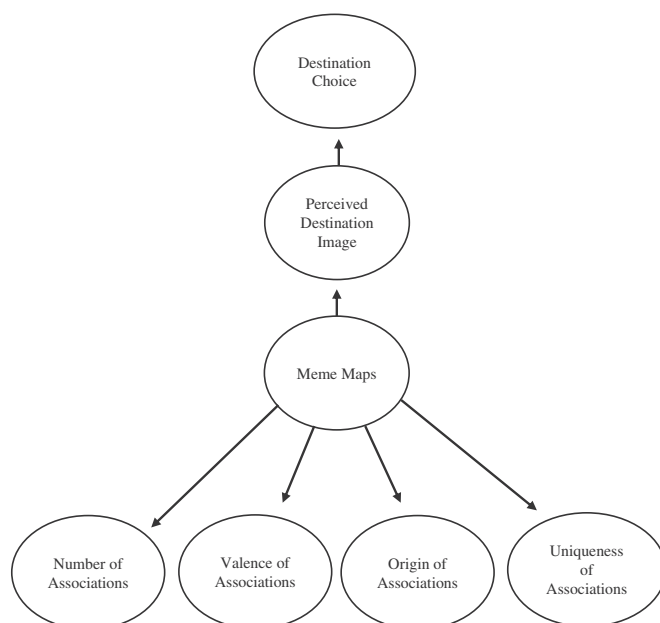 Destination
Choice
Perceived
Destination
Image
Meme Maps
Number of
Associations
Valence of
Associations
Origin of
Associations
Uniqueness
of
Associations